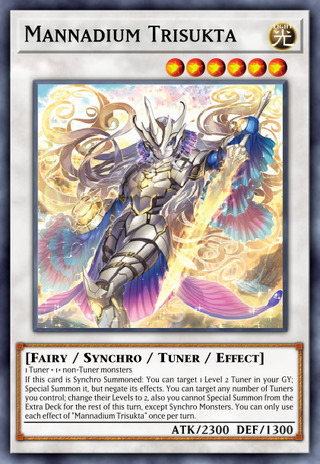 MANNADIUM TRISUKTA
LIGHT
光
[FAIRY / SYNCHRO / TUNER / EFFECT]
1 Tuner + 1+ non-Tuner monsters
If this card is Synchro Summoned: You can target 1 Level 2 Tuner in your GY;
Special Summon it, but negate its effects. You can target any number of Tuners
you control; change their Levels to 2, also you cannot Special Summon from the
Extra Deck for the rest of this turn, except Synchro Monsters. You can only use
each effect of "Mannadium Trisukta" once per turn.
ATK/2300 DEF/1300